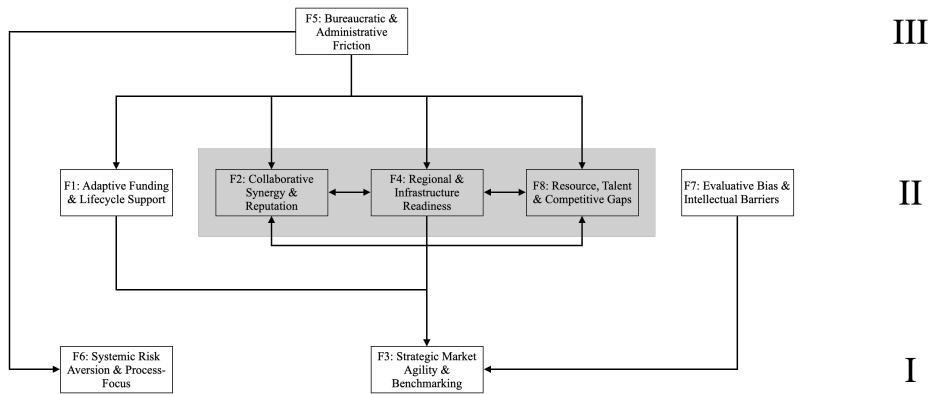 F5: Bureaucratic &
Administrative
Friction
III
F1: Adaptive Funding
& Lifecycle Support
F2: Collaborative
Synergy &
Reputation
F4: Regional &
Infrastructure
Readiness
F8: Resource, Talent
& Competitive Gaps
F7: Evaluative Bias &
Intellectual Barriers
II
F6: Systemic Risk
Aversion & Process-
Focus
F3: Strategic Market
Agility &
Benchmarking
I